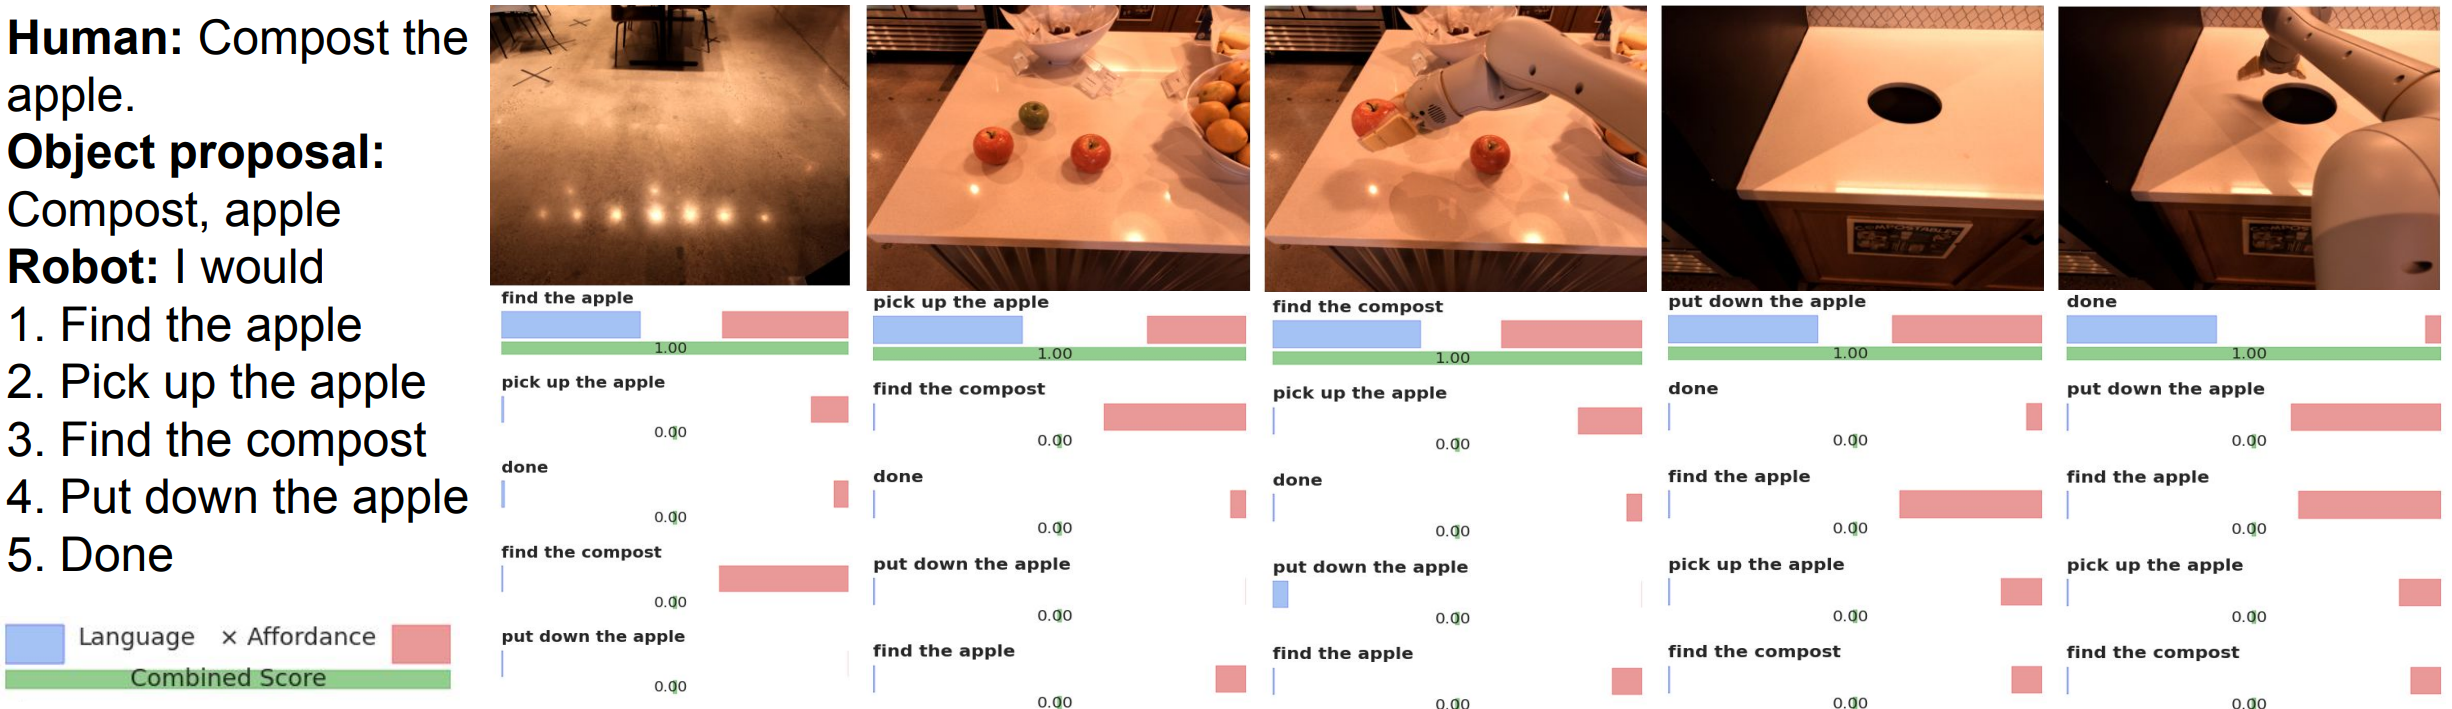 Human: Compost the
apple.
Object proposal:
Compost, apple
Robot: I would
1. Find the apple
2. Pick up the apple
3. Find the compost
4. Put down the apple
5. Done
Language × Affordance
Combined Score
find the apple
1.00
pick up the apple
0.00
done
0.00
find the compost
0.00
put down the apple
0.00
pick up the apple
1.00
find the compost
0.00
done
0.00
put down the apple
0.00
find the apple
0.00
find the compost
1.00
pick up the apple
0.00
done
0.00
put down the apple
0.00
find the apple
0.00
COMPOSTABLES
put down the apple
1.00
done
0.00
find the apple
0.00
pick up the apple
0.00
find the compost
0.00
done
1.00
put down the apple
0.00
find the apple
0.00
pick up the apple
0.00
find the compost
0.00